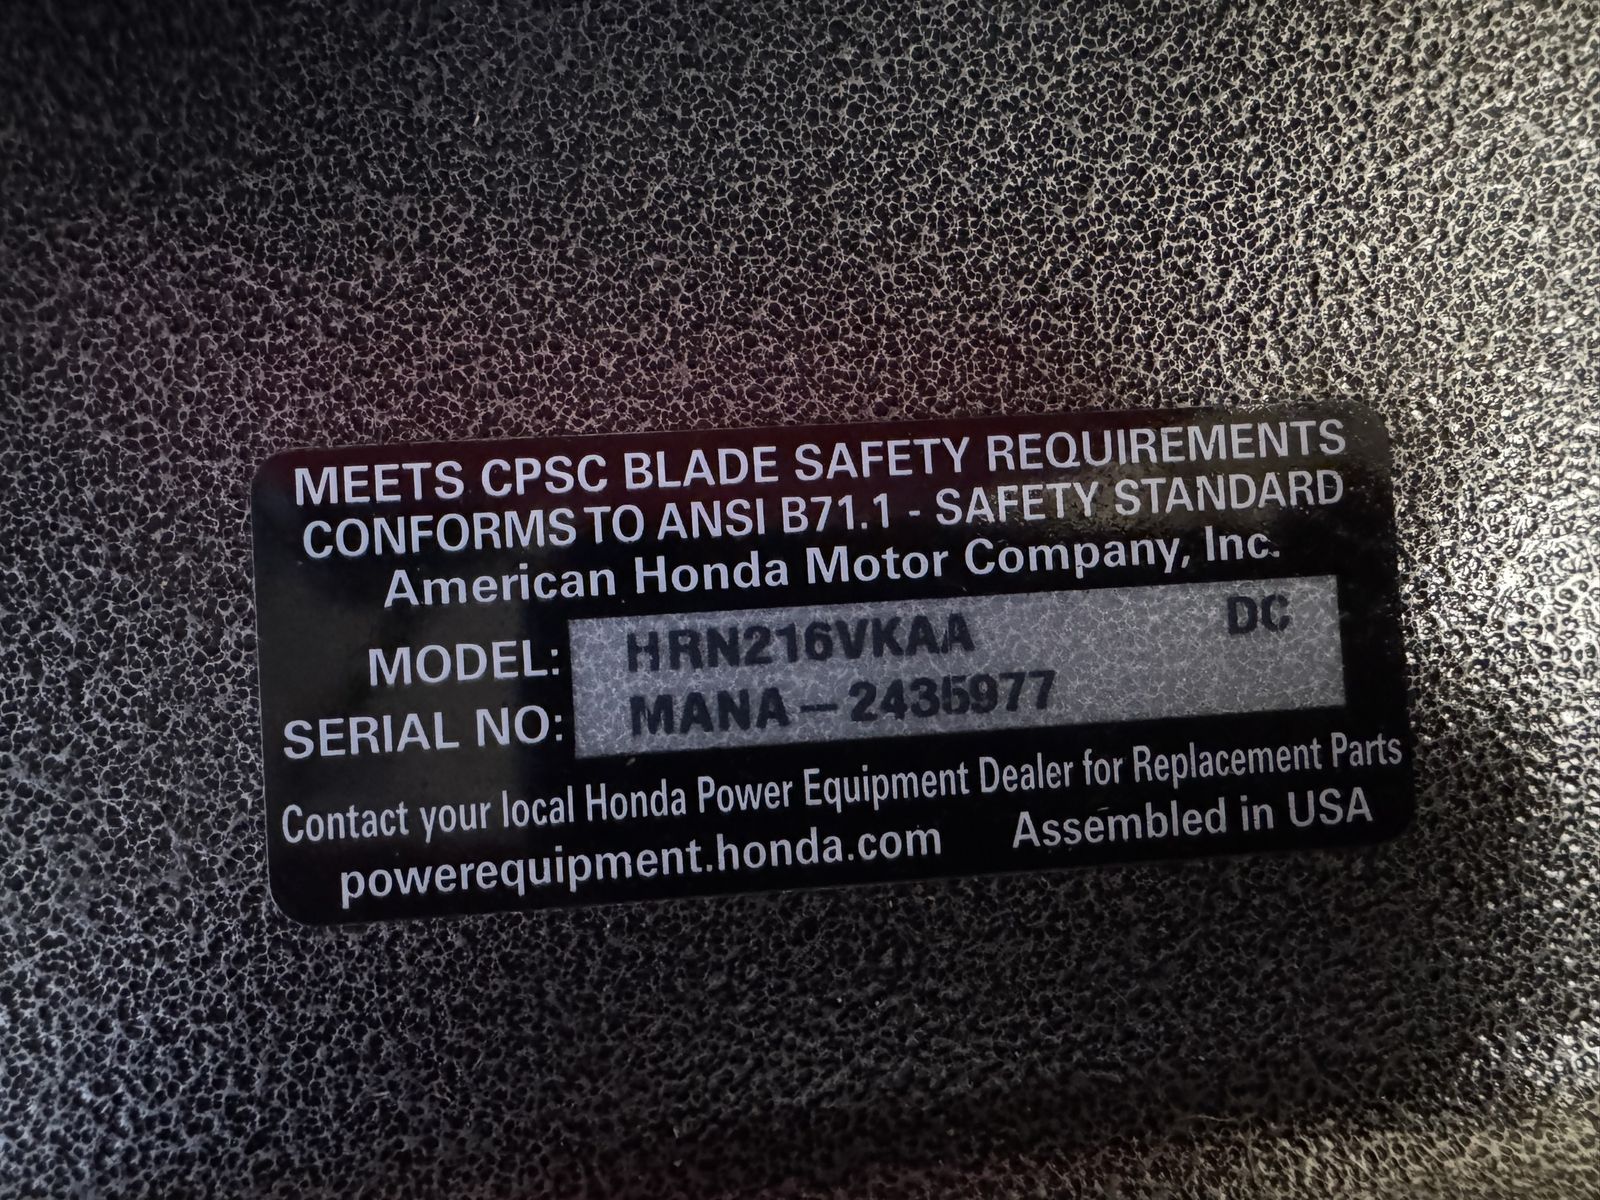 MEETS CPSC BLADE SAFETY REQUIREMENTS
CONFORMS TO ANSI B71.1 - SAFETY STANDARD
American Honda Motor Company, Inc.
MODEL: HRN216VKAA DC
SERIAL NO: MANA－2435977
Contact your local Honda Power Equipment Dealer for Replacement Parts
powerequipment.honda.com Assembled in USA